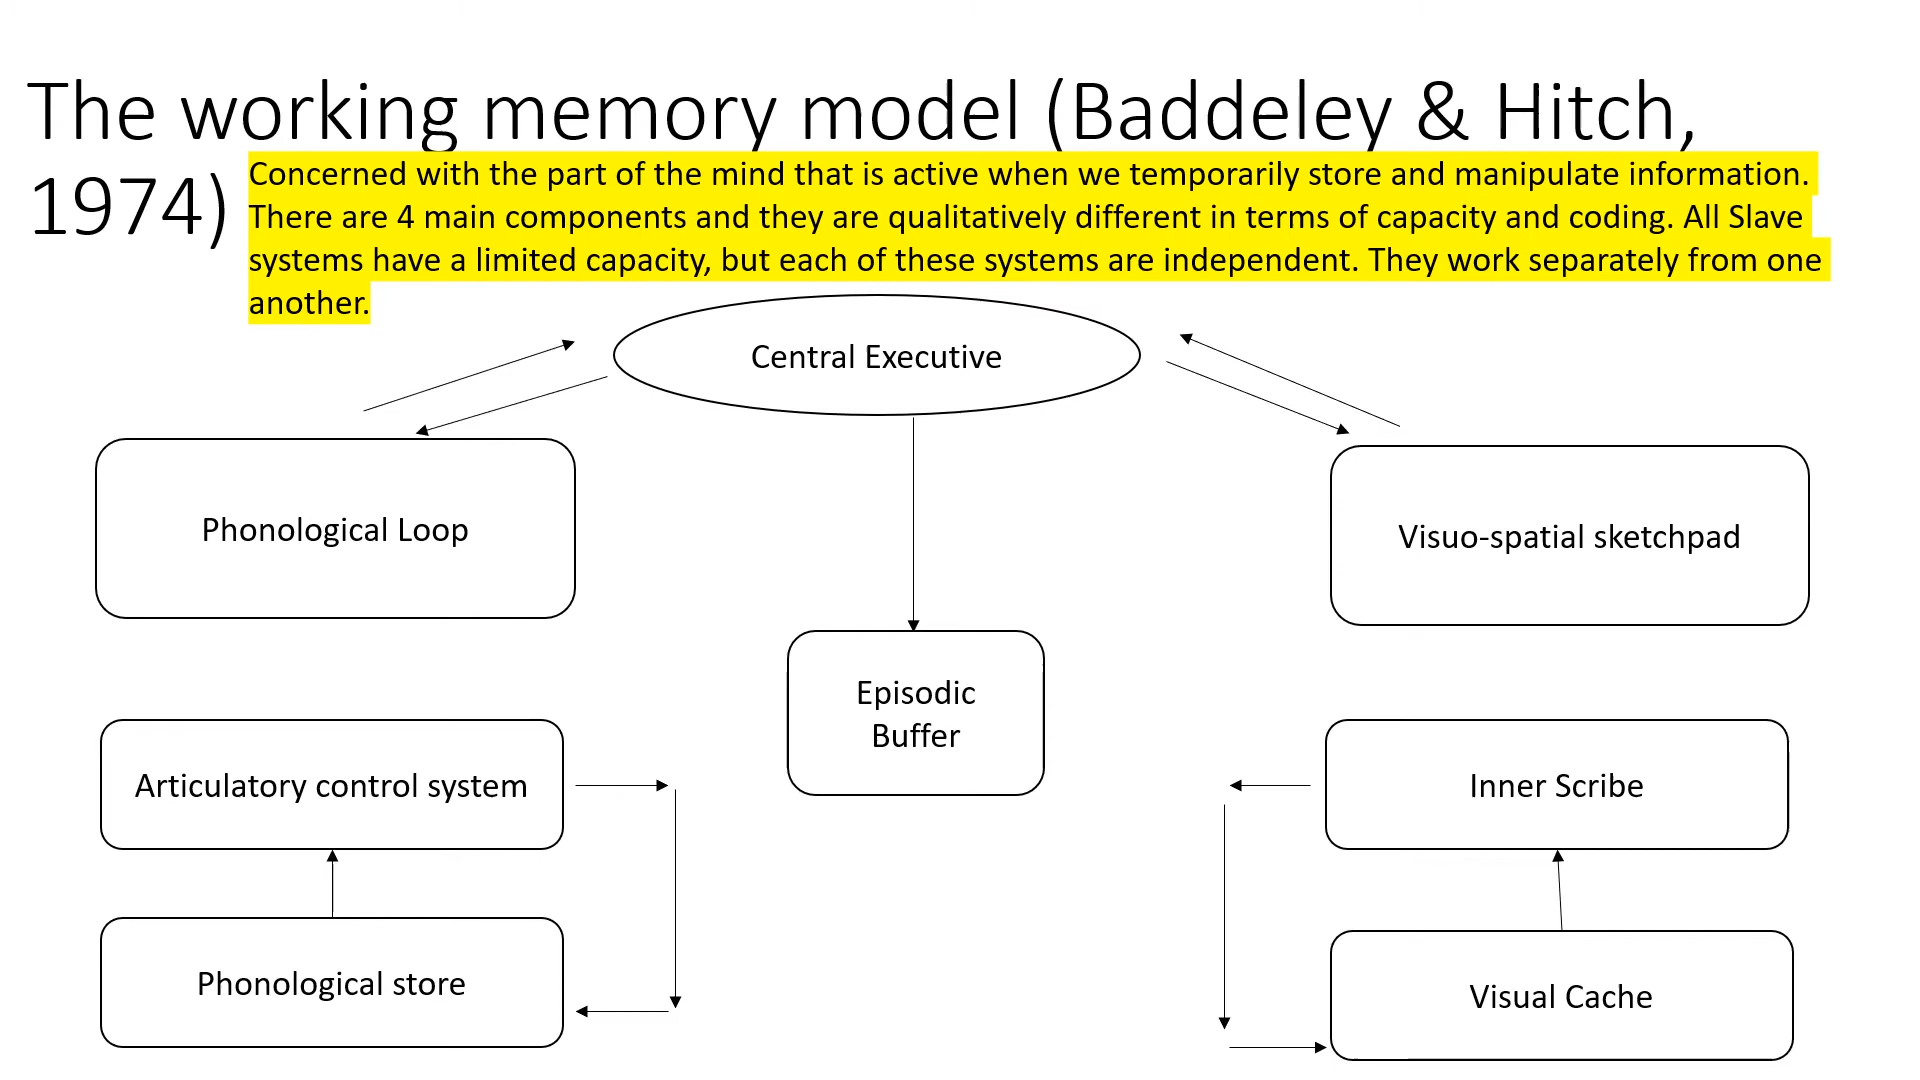 The working memory model (Baddeley & Hitch,
1974)
Concerned with the part of the mind that is active when we temporarily store and manipulate information.
There are 4 main components and they are qualitatively different in terms of capacity and coding. All Slave
systems have a limited capacity, but each of these systems are independent. They work separately from one
another.
Central Executive
Phonological Loop
Visuo-spatial sketchpad
Episodic
Buffer
Articulatory control system
Inner Scribe
Phonological store
Visual Cache